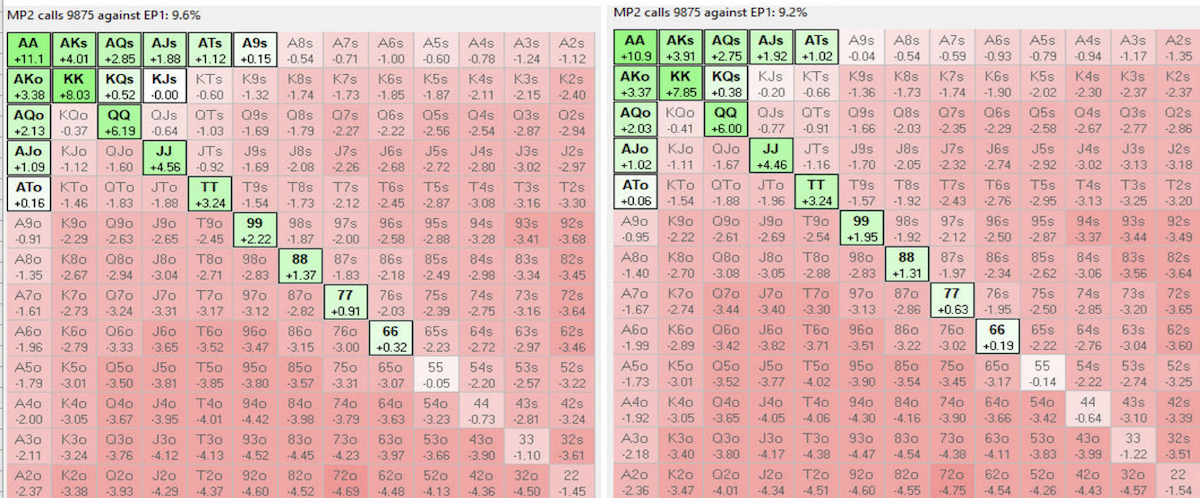 MP2 calls 9875 against EP1: 9.6%
AA AKs AQs AJs ATs A9s A8s A7s A6s A5s A4s A3s A2s
+11.1 +4.01 +2.85 +1.88 +1.12 +0.15 -0.54 -0.71 -1.00 -0.60 -0.78 -1.24 -1.12
AKo KK KQs KJs KTs K9s K8s K7s K6s K5s K4s K3s K2s
+3.38 +8.03 +0.52 -0.00 -0.60 -1.32 -1.74 -1.73 -1.85 -1.87 -2.11 -2.15 -2.40
AQo KQo QQ QJs QTs Q9s Q8s Q7s Q6s Q5s Q4s Q3s Q2s
+2.13 -0.37 +6.19 -0.64 -1.03 -1.69 -1.79 -2.27 -2.22 -2.56 -2.54 -2.87 -2.94
AJo KJo QJo JJ JTs J9s J8s J7s J6s J5s J4s J3s J2s
+1.09 -1.12 -1.60 +4.56 -0.92 -1.69 -2.08 -2.26 -2.68 -2.72 -2.80 -3.02 -2.97
ATo KTo QTo JTo TT T9s T8s T7s T6s T5s T4s T3s T2s
+0.16 -1.46 -1.83 -1.88 +3.24 -1.54 -1.73 -2.12 -2.45 -2.87 -3.08 -3.16 -3.30
A9o K9o Q9o J9o T9o 99 98s 97s 96s 95s 94s 93s 92s
-0.91 -2.29 -2.63 -2.65 -2.45 +2.22 -1.87 -2.00 -2.58 -2.88 -3.28 -3.41 -3.68
A8o K8o Q8o J8o T8o 98o 88 87s 86s 85s 84s 83s 82s
-1.35 -2.67 -2.94 -3.04 -2.71 -2.83 +1.37 -1.83 -2.18 -2.49 -2.98 -3.34 -3.45
A7o K7o Q7o J7o T7o 97o 87o 77 76s 75s 74s 73s 72s
-1.61 -2.73 -3.24 -3.31 -3.17 -3.12 -2.82 +0.91 -2.03 -2.39 -2.75 -3.16 -3.64
A6o K6o Q6o J6o T6o 96o 86o 76o 66 65s 64s 63s 62s
-1.96 -2.79 -3.33 -3.65 -3.52 -3.47 -3.15 -3.00 +0.32 -2.23 -2.72 -2.97 -3.46
A5o K5o Q5o J5o T5o 95o 85o 75o 65o 55 54s 53s 52s
-1.79 -3.01 -3.50 -3.81 -3.85 -3.80 -3.57 -3.31 -3.07 -0.05 -2.20 -2.57 -3.22
A4o K4o Q4o J4o T4o 94o 84o 74o 64o 54o 44 43s 42s
-2.00 -3.05 -3.67 -3.95 -4.01 -4.42 -3.98 -3.79 -3.63 -3.23 -0.73 -2.81 -3.24
A3o K3o Q3o J3o T3o 93o 83o 73o 63o 53o 43o 33 32s
-2.11 -3.24 -3.76 -4.12 -4.13 -4.52 -4.45 -4.23 -3.97 -3.66 -3.90 -1.10 -3.61
A2o K2o Q2o J2o T2o 92o 82o 72o 62o 52o 42o 32o 22
-2.37 -3.38 -3.93 -4.29 -4.37 -4.60 -4.52 -4.69 -4.48 -4.13 -4.36 -4.50 -1.45
MP2 calls 9875 against EP1: 9.2%
AA AKs AQs AJs ATs A9s A8s A7s A6s A5s A4s A3s A2s
+10.9 +3.91 +2.75 +1.92 +1.02 -0.04 -0.54 -0.59 -0.93 -0.79 -0.94 -1.17 -1.35
AKo KK KQs KJs KTs K9s K8s K7s K6s K5s K4s K3s K2s
+3.37 +7.85 +0.38 -0.20 -0.66 -1.36 -1.73 -1.74 -1.90 -2.02 -2.30 -2.37 -2.37
AQo KQo QQ QJs QTs Q9s Q8s Q7s Q6s Q5s Q4s Q3s Q2s
+2.03 -0.41 +6.00 -0.77 -0.91 -1.66 -2.03 -2.35 -2.29 -2.58 -2.67 -2.77 -2.86
AJo KJo QJo JJ JTs J9s J8s J7s J6s J5s J4s J3s J2s
+1.02 -1.11 -1.67 +4.46 -1.16 -1.70 -2.05 -2.32 -2.74 -2.92 -3.02 -3.13 -3.18
ATo KTo QTo JTo TT T9s T8s T7s T6s T5s T4s T3s T2s
+0.06 -1.54 -1.88 -1.96 +3.24 -1.57 -1.92 -2.43 -2.76 -2.95 -3.13 -3.25 -3.20
A9o K9o Q9o J9o T9o 99 98s 97s 96s 95s 94s 93s 92s
-0.95 -2.22 -2.61 -2.69 -2.54 +1.95 -1.92 -2.12 -2.50 -2.87 -3.37 -3.44 -3.49
A8o K8o Q8o J8o T8o 98o 88 87s 86s 85s 84s 83s 82s
-1.40 -2.70 -3.08 -3.05 -2.88 -2.83 +1.31 -1.97 -2.34 -2.62 -3.06 -3.56 -3.64
A7o K7o Q7o J7o T7o 97o 87o 77 76s 75s 74s 73s 72s
-1.67 -2.74 -3.44 -3.40 -3.30 -3.13 -2.86 +0.63 -1.95 -2.50 -2.85 -3.20 -3.65
A6o K6o Q6o J6o T6o 96o 86o 76o 66 65s 64s 63s 62s
-1.99 -2.89 -3.42 -3.82 -3.71 -3.51 -3.22 -3.02 +0.19 -2.22 -2.76 -3.04 -3.60
A5o K5o Q5o J5o T5o 95o 85o 75o 65o 55 54s 53s 52s
-1.73 -3.01 -3.52 -3.77 -4.02 -3.90 -3.54 -3.45 -3.17 -0.14 -2.22 -2.74 -3.25
A4o K4o Q4o J4o T4o 94o 84o 74o 64o 54o 44 43s 42s
-1.92 -3.05 -3.65 -4.05 -4.06 -4.30 -4.16 -3.90 -3.66 -3.42 -0.64 -3.10 -3.39
A3o K3o Q3o J3o T3o 93o 83o 73o 63o 53o 43o 33 32s
-2.18 -3.40 -3.80 -4.17 -4.38 -4.47 -4.54 -4.38 -4.11 -3.83 -3.99 -1.22 -3.51
A2o K2o Q2o J2o T2o 92o 82o 72o 62o 52o 42o 32o 22
-2.36 -3.47 -4.01 -4.34 -4.51 -4.60 -4.55 -4.75 -4.54 -4.26 -4.43 -4.57 -1.54